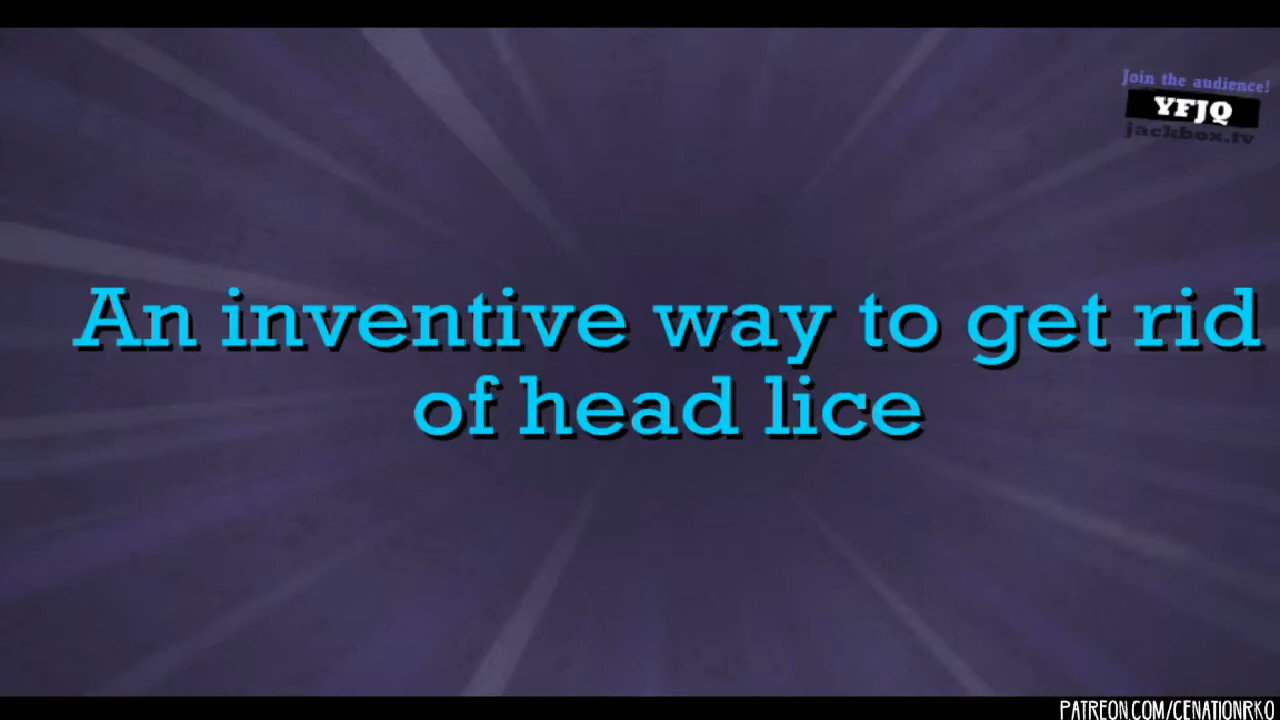 Join the audience!
YFJQ
jackbox.tv
An inventive way to get rid
of head lice
PATREON.COM/CENATIONRKO